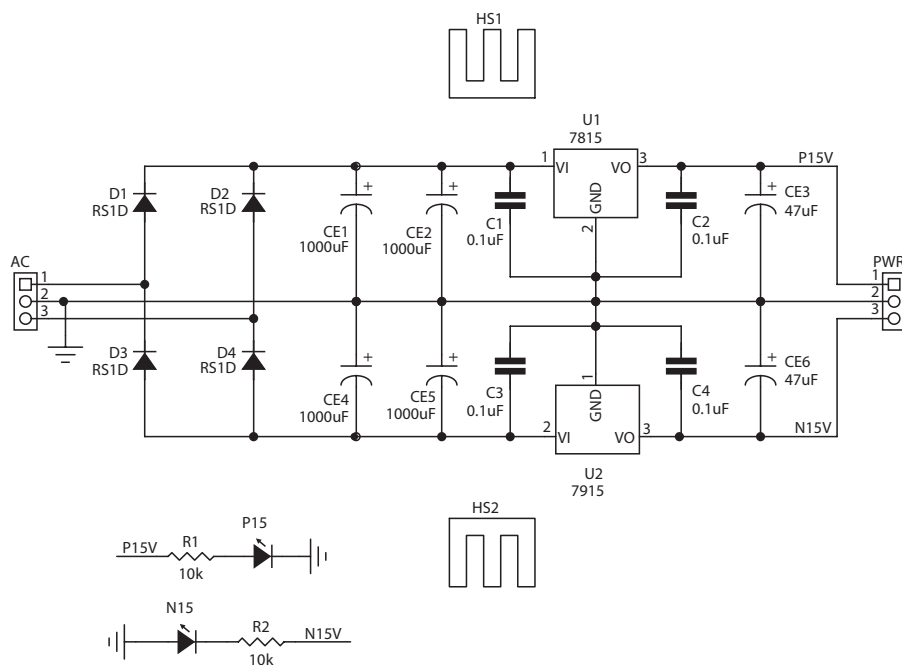 HS1
U1
7815
1 VI VO 3 P15V
GND
2
D1
RS1D
D2
RS1D
+
CE1
1000uF
+
CE2
1000uF
C1
0.1uF
C2
0.1uF
+
CE3
47uF
AC
1
2
3
PWR
1
2
3
D3
RS1D
D4
RS1D
+
CE4
1000uF
+
CE5
1000uF
C3
0.1uF
1
GND
C4
0.1uF
+
CE6
47uF
2 VI VO 3 N15V
U2
7915
HS2
P15V R1 P15
10k
N15 R2 N15V
10k